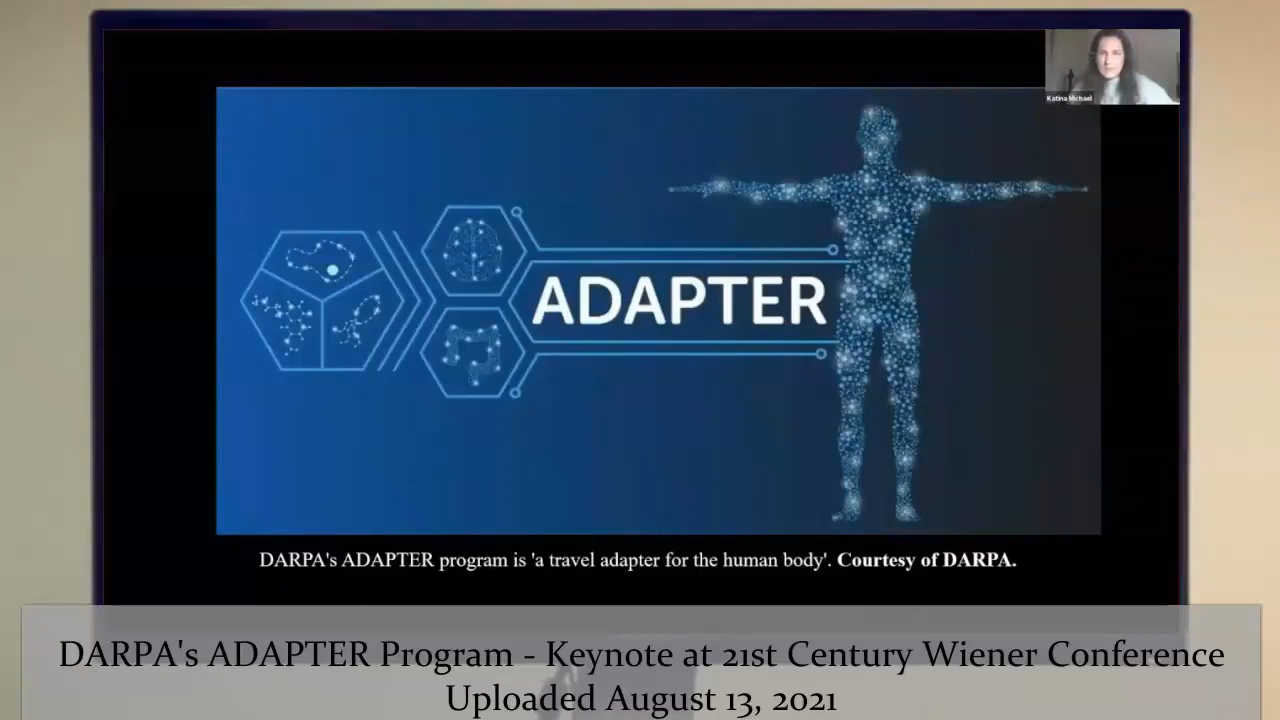 Katina Michael
ADAPTER
DARPA's ADAPTER program is 'a travel adapter for the human body'. Courtesy of DARPA.
DARPA's ADAPTER Program - Keynote at 21st Century Wiener Conference
Uploaded August 13, 2021